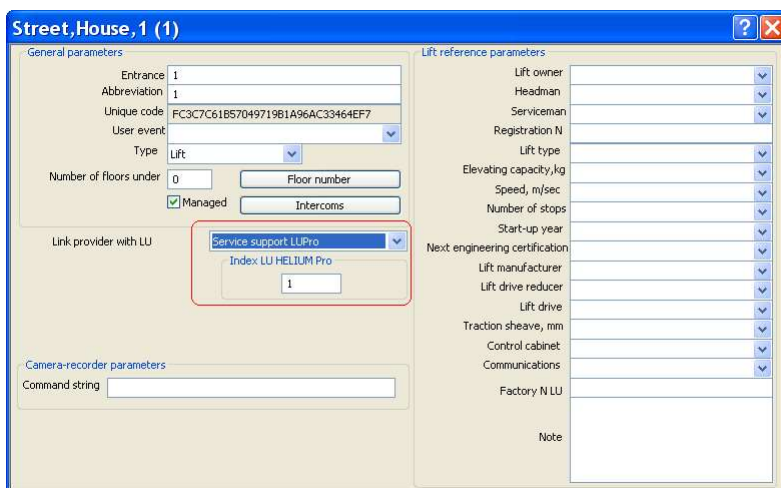 Street,House,1 (1)
General parameters
Entrance 1
Abbreviation 1
Unique code FC3C7C61B57049719B1A96AC33464EF7
User event
Type Lift
Number of floors under 0 Floor number
Managed Intercoms
Link provider with LU Service support LUPro
Index LU HELIUM Pro
1
Camera-recorder parameters
Command string
Lift reference parameters
Lift owner
Headman
Serviceman
Registration N
Lift type
Elevating capacity,kg
Speed, m/sec
Number of stops
Start-up year
Next engineering certification
Lift manufacturer
Lift drive reducer
Lift drive
Traction sheave, mm
Control cabinet
Communications
Factory N LU
Note